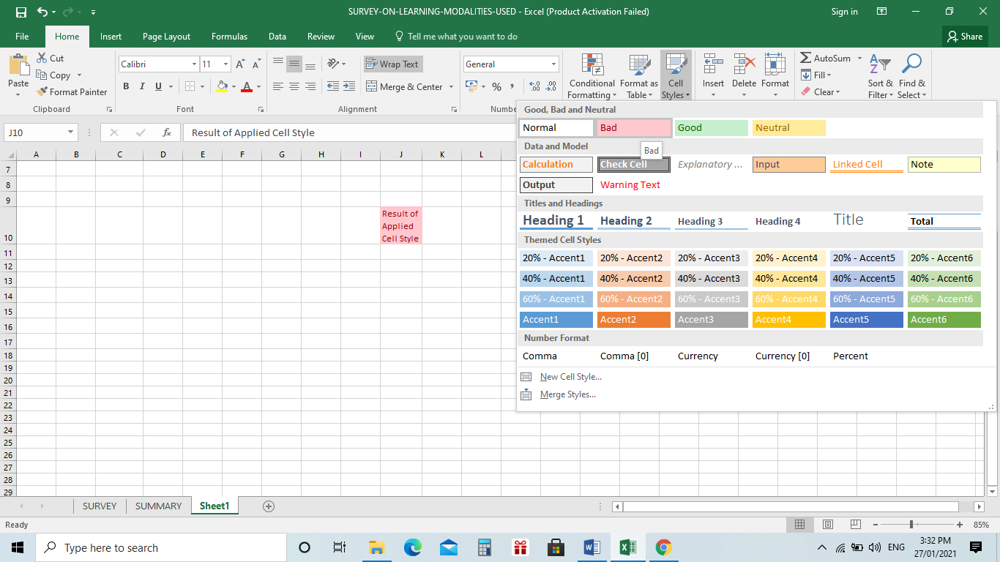 SURVEY-ON-LEARNING-MODALITIES-USED - Excel (Product Activation Failed)
Sign in
File Home Insert Page Layout Formulas Data Review View Tell me what you want to do Share
Paste
Cut
Copy
Format Painter
Clipboard
Calibri 11
B I U
Font
Wrap Text
Merge & Center
Alignment
General
% ,
Numb
Conditional Formatting
Format as Table
Cell Styles
Insert Delete Format
AutoSum
Fill
Clear
Sort & Filter
Find & Select
J10 fx Result of Applied Cell Style
A B C D E F G H I J K L
7
8
9
10
Result of
Applied
Cell Style
11
12
13
14
15
16
17
18
19
20
21
22
23
24
25
26
27
28
29
Good, Bad and Neutral
Normal Bad Good Neutral
Bad
Data and Model
Calculation Check Cell Explanatory ... Input Linked Cell Note
Output Warning Text
Titles and Headings
Heading 1 Heading 2 Heading 3 Heading 4 Title Total
Themed Cell Styles
20% - Accent1 20% - Accent2 20% - Accent3 20% - Accent4 20% - Accent5 20% - Accent6
40% - Accent1 40% - Accent2 40% - Accent3 40% - Accent4 40% - Accent5 40% - Accent6
60% - Accent1 60% - Accent2 60% - Accent3 60% - Accent4 60% - Accent5 60% - Accent6
Accent1 Accent2 Accent3 Accent4 Accent5 Accent6
Number Format
Comma Comma [0] Currency Currency [0] Percent
New Cell Style...
Merge Styles...
SURVEY SUMMARY Sheet1
Ready
85%
Type here to search
ENG
3:32 PM
27/01/2021